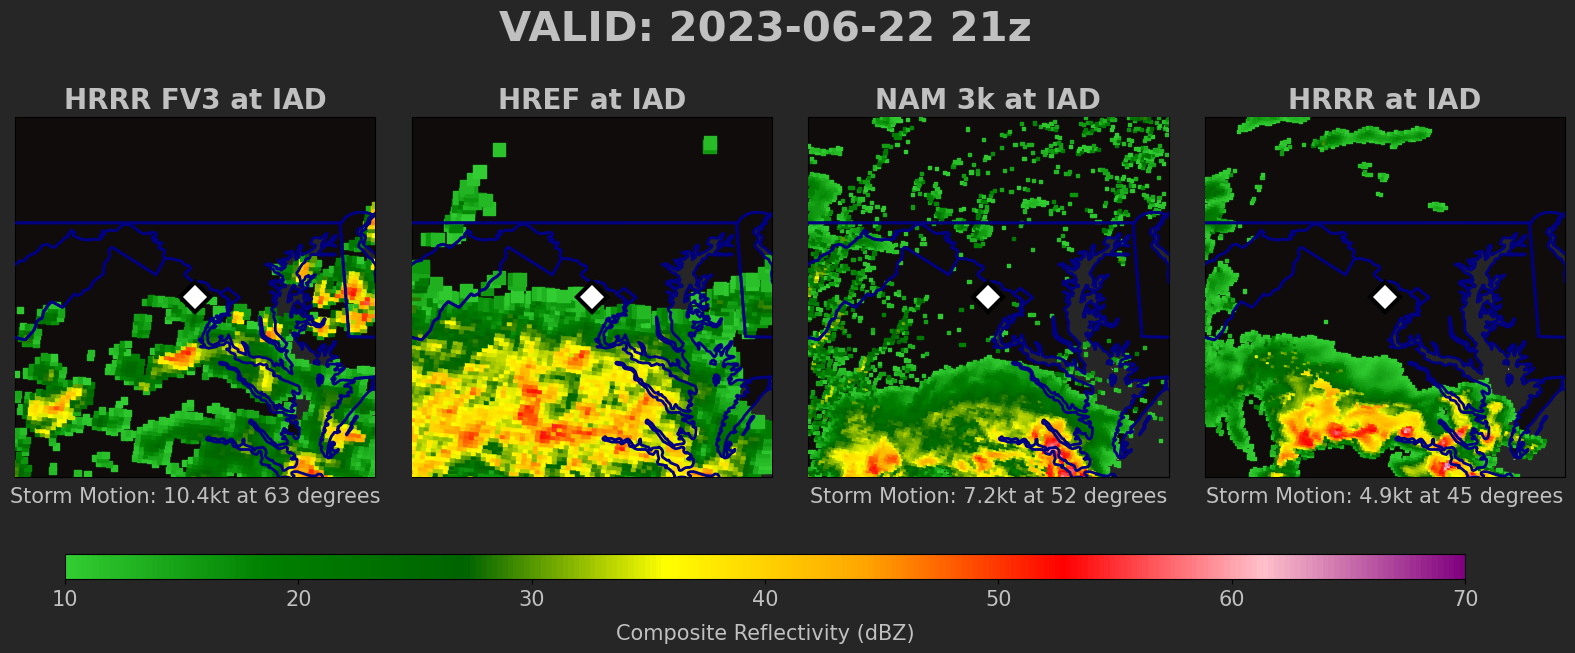 VALID: 2023-06-22 21z
HRRR FV3 at IAD
HREF at IAD
NAM 3k at IAD
HRRR at IAD
Storm Motion: 10.4kt at 63 degrees
Storm Motion: 7.2kt at 52 degrees
Storm Motion: 4.9kt at 45 degrees
10 20 30 40 50 60 70
Composite Reflectivity (dBZ)